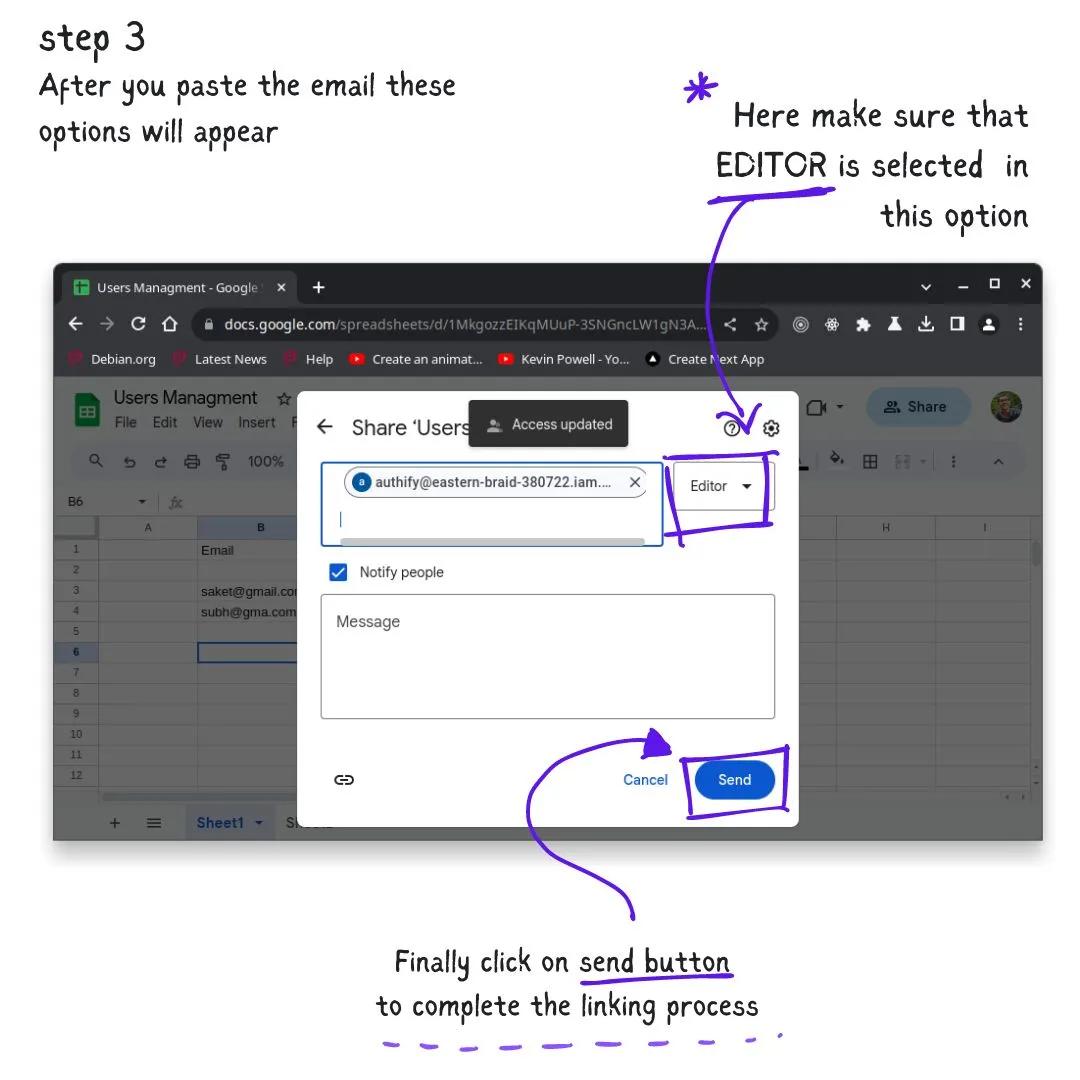 step 3
After you paste the email these
options will appear
Here make sure that
EDITOR is selected in
this option
Users Managment - Google
docs.google.com/spreadsheets/d/1MkgozzEIKqMUuP-3SNGncLW1gN3A...
Debian.org Latest News Help Create an animat... Kevin Powell - Yo... Create Next App
Users Managment
File Edit View Insert
Share
Share ‘Users
Access updated
100%
a authify@eastern-braid-380722.iam....
Editor
B6 fx
A B H I
1 Email
2
3 saket@gmail.com
4 subh@gma.com
5
6
7
8
9
10
11
12
Notify people
Message
Cancel Send
Sheet1
Finally click on send button
to complete the linking process